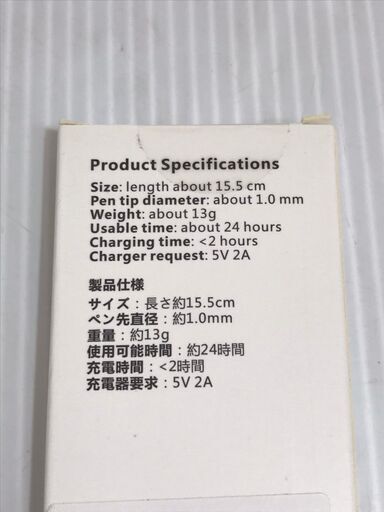 Product Specifications
Size: length about 15.5 cm
Pen tip diameter: about 1.0 mm
Weight: about 13g
Usable time: about 24 hours
Charging time: <2 hours
Charger request: 5V 2A
製品仕様
サイズ：長さ約15.5cm
ペン先直径：約1.0mm
重量：約13g
使用可能時間：約24時間
充電時間：<2時間
充電器要求：5V 2A